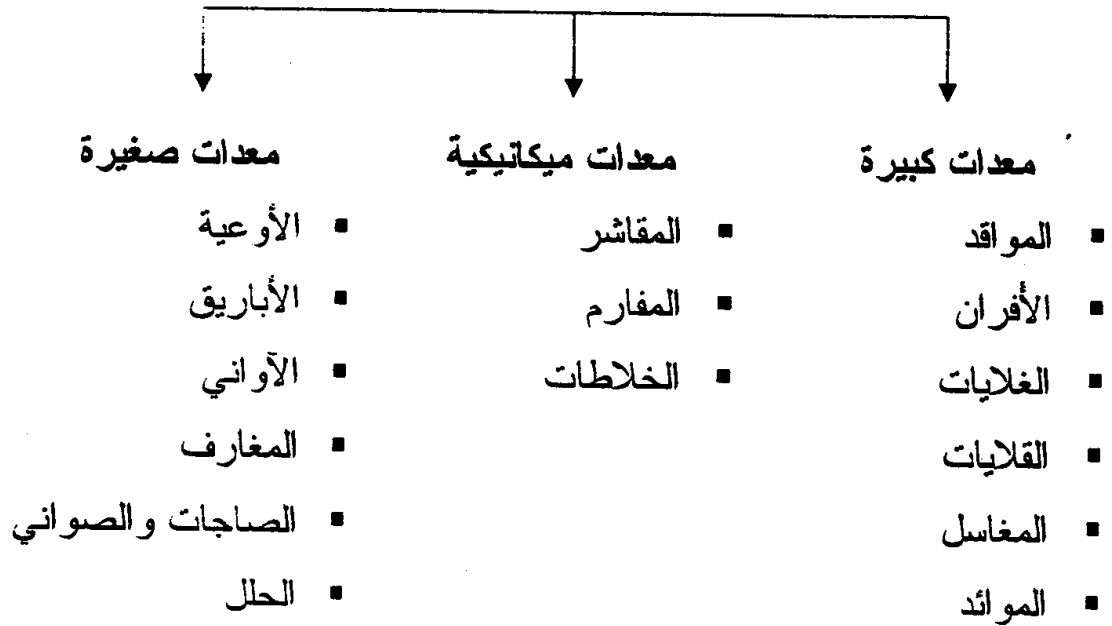 معدات كبيرة
▪ المواقد
▪ الأفران
▪ الغلايات
▪ القلايات
▪ المغاسل
▪ الموائد
معدات ميكانيكية
▪ المقاشر
▪ المفارم
▪ الخلاطات
معدات صغيرة
▪ الأوعية
▪ الأباريق
▪ الآواني
▪ المغارف
▪ الصاجات والصواني
▪ الحلل